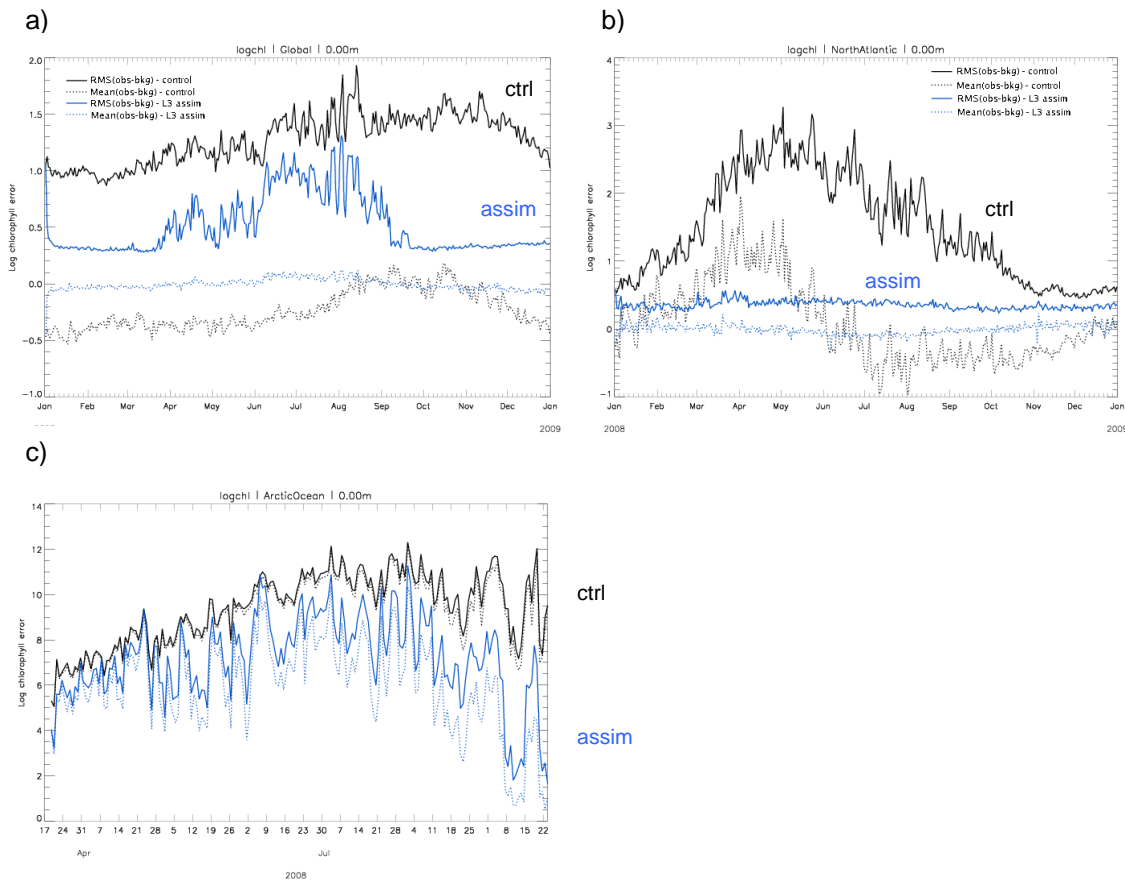 a)
logchl | Global | 0.00m
RMS(obs-bkg) - control
Mean(obs-bkg) - control
RMS(obs-bkg) - L3 assim
Mean(obs-bkg) - L3 assim
ctrl
assim
Log chlorophyll error
2.0
1.5
1.0
0.5
0.0
-0.5
-1.0
Jan Feb Mar Apr May Jun Jul Aug Sep Oct Nov Dec Jan
2009
b)
logchl | NorthAtlantic | 0.00m
RMS(obs-bkg) - control
Mean(obs-bkg) - control
RMS(obs-bkg) - L3 assim
Mean(obs-bkg) - L3 assim
ctrl
assim
Log chlorophyll error
4
3
2
1
0
-1
Jan Feb Mar Apr May Jun Jul Aug Sep Oct Nov Dec Jan
2008 2009
c)
logchl | ArcticOcean | 0.00m
Log chlorophyll error
14
12
10
8
6
4
2
0
17 24 31 7 14 21 28 5 12 19 26 2 9 16 23 30 7 14 21 28 4 11 18 25 1 8 15 22
Apr Jul
2008
ctrl
assim